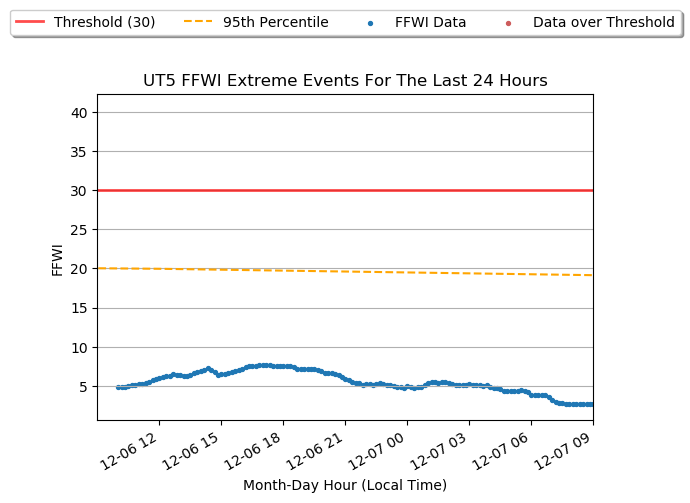 Threshold (30) 95th Percentile FFWI Data Data over Threshold
UT5 FFWI Extreme Events For The Last 24 Hours
40
35
30
25
20
15
10
5
FFWI
12-06 12 12-06 15 12-06 18 12-06 21 12-07 00 12-07 03 12-07 06 12-07 09
Month-Day Hour (Local Time)